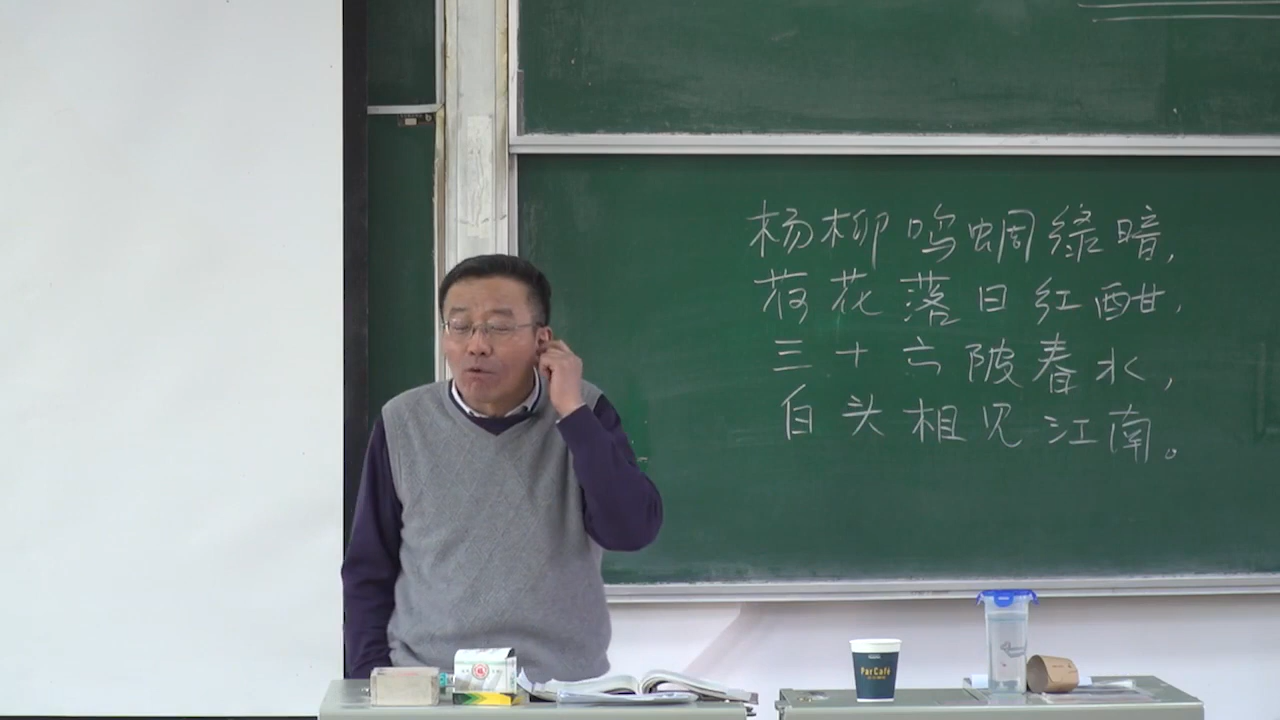 杨柳鸣蜩绿暗，
荷花落日红酣，
三十六陂春水，
白头相见江南。
ParCafé